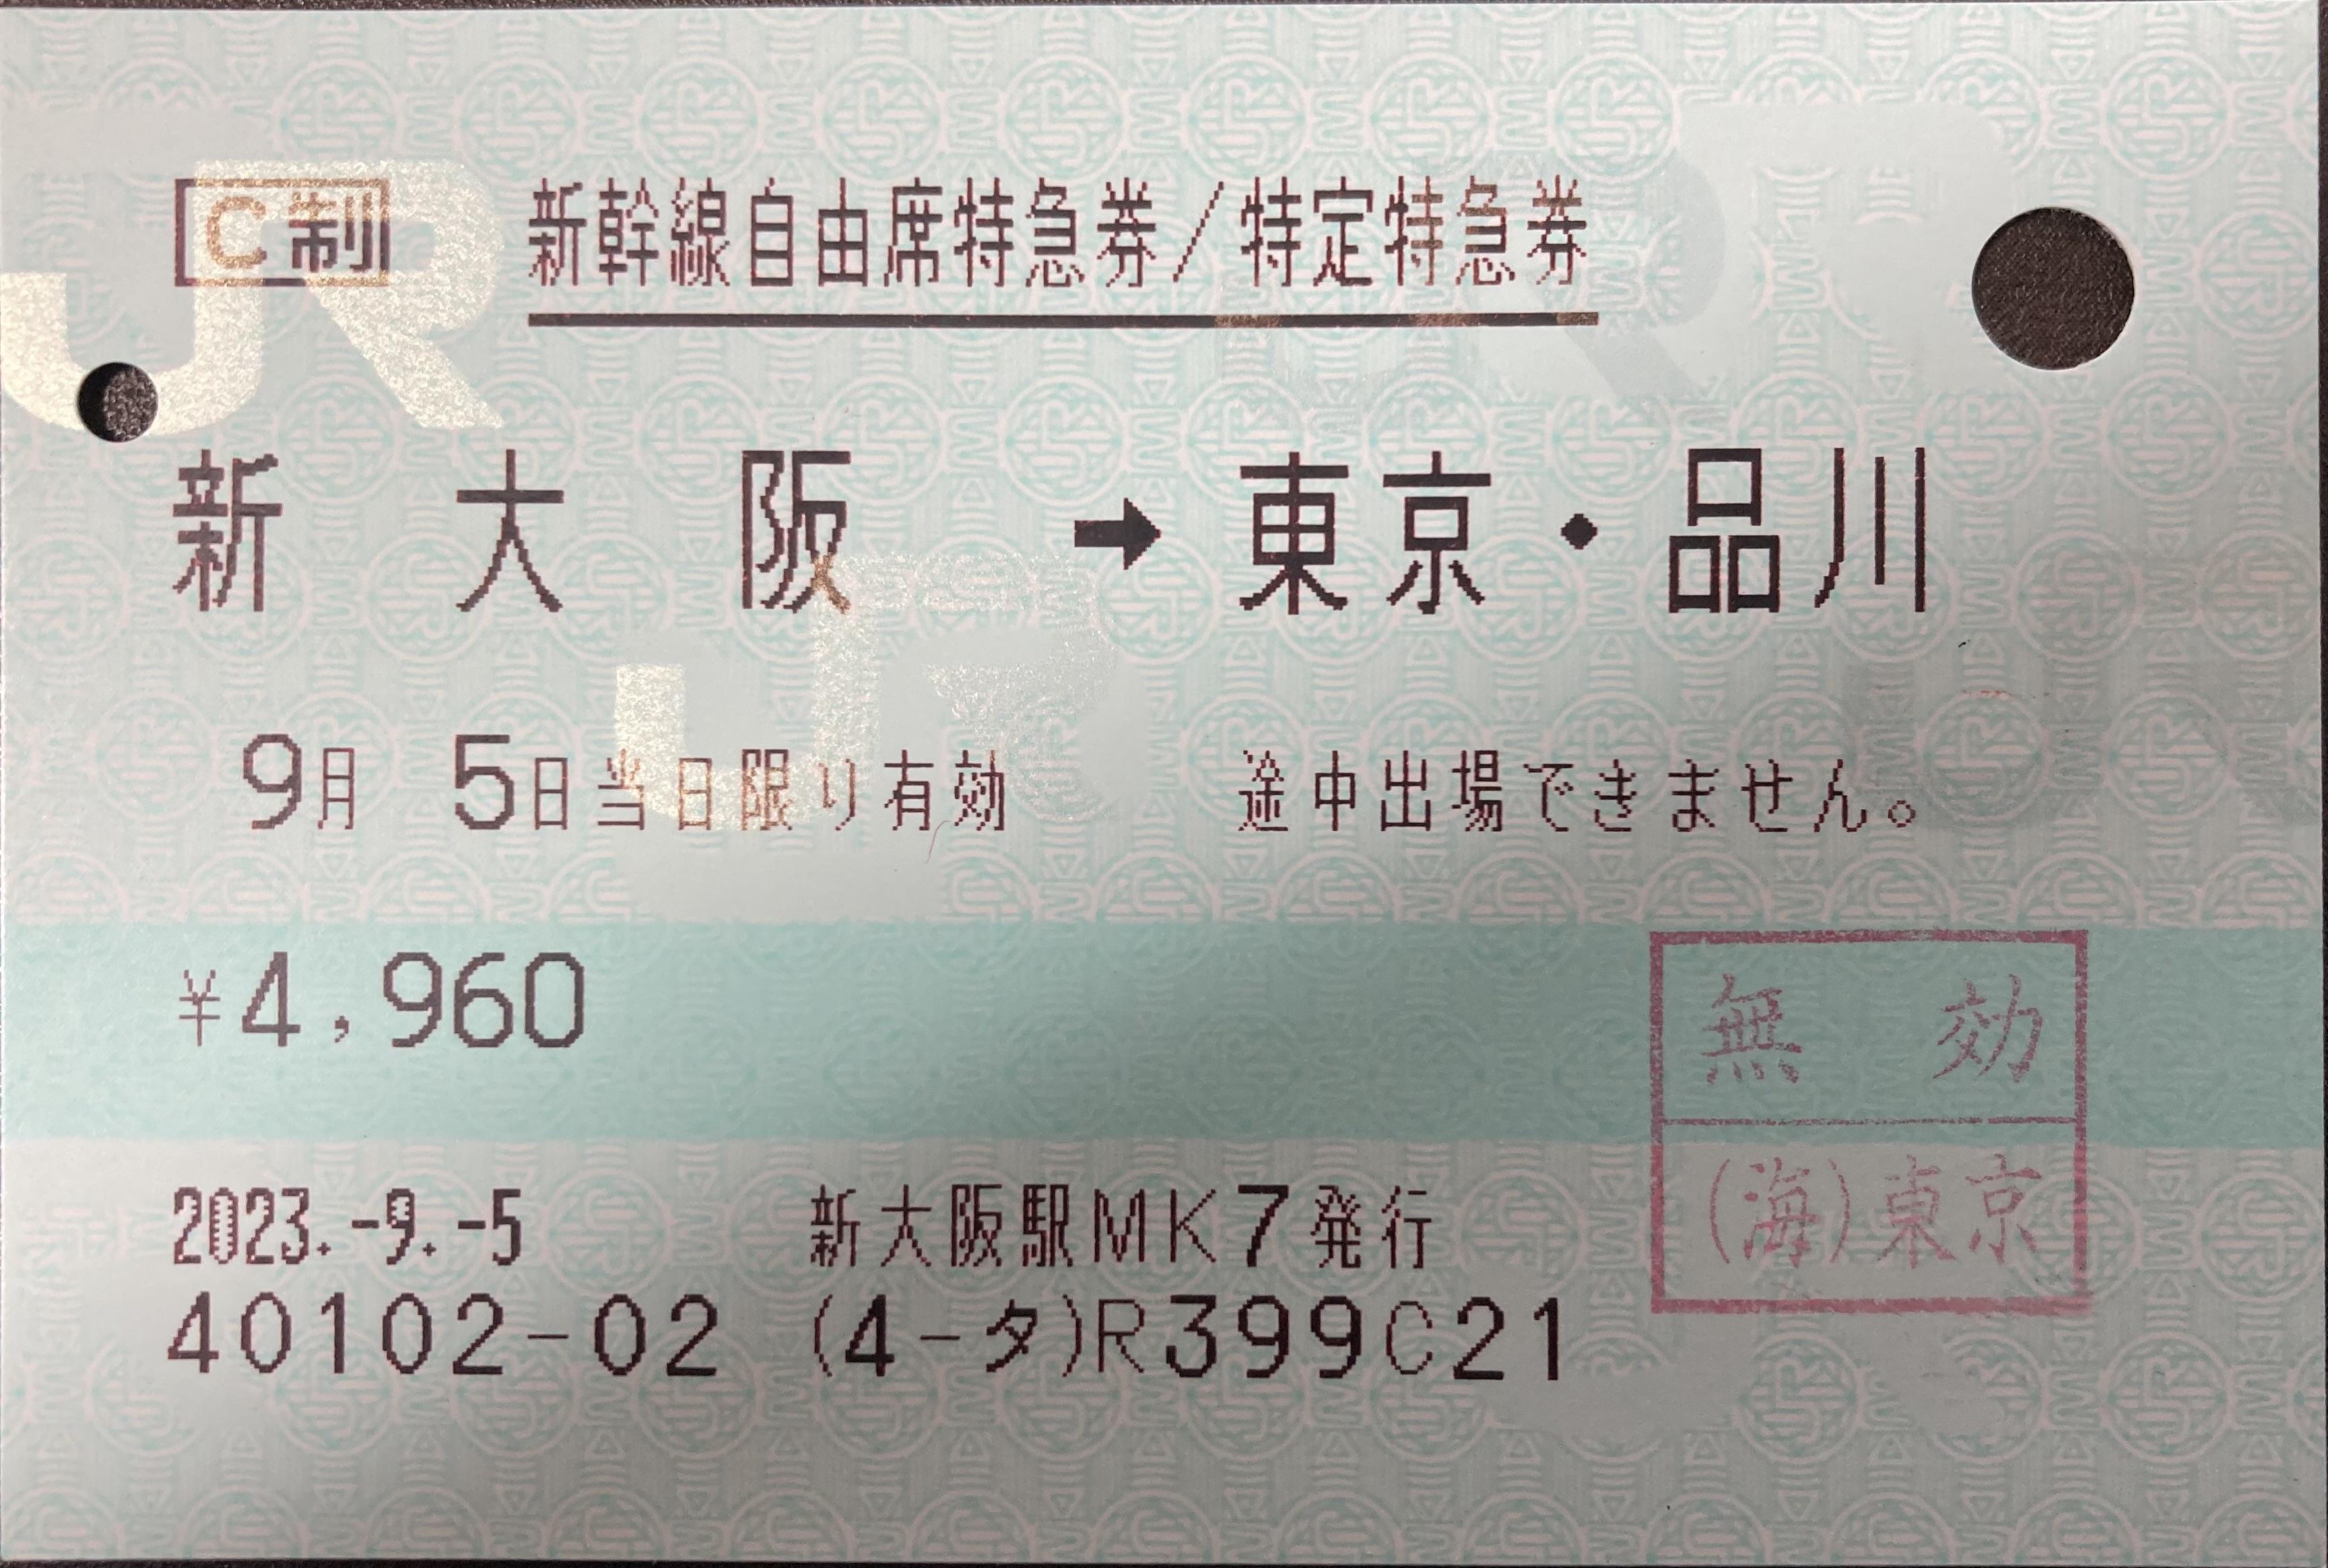 C制 新幹線自由席特急券/特定特急券
新大阪 ➡ 東京・品川
9月 5日当日限り有効 途中出場できません。
¥4,960
無効
(海)東京
2023.-9.-5 新大阪駅MK7発行
40102-02 (4-タ)R399C21